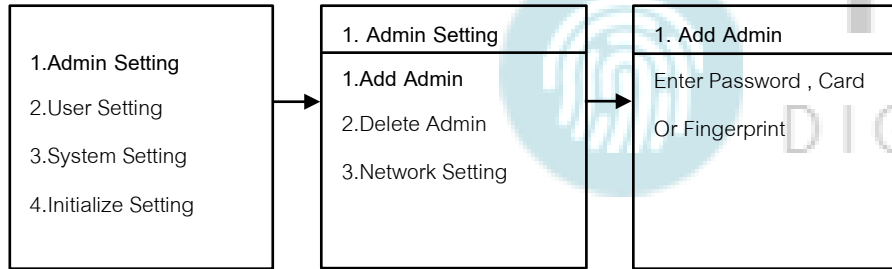 1.Admin Setting
2.User Setting
3.System Setting
4.Initialize Setting
1. Admin Setting
1.Add Admin
2.Delete Admin
3.Network Setting
1. Add Admin
Enter Password , Card
Or Fingerprint